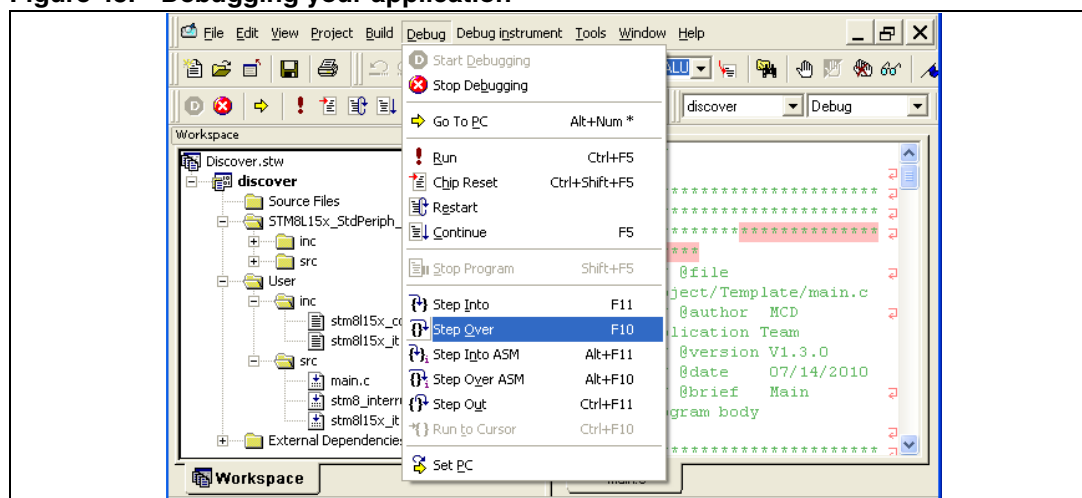 Figure 43. Debugging your application
File Edit View Project Build Debug Debug instrument Tools Window Help
Start Debugging
Stop Debugging
discover Debug
Go To PC Alt+Num *
Workspace
Run Ctrl+F5
Discover.stw
Chip Reset Ctrl+Shift+F5
discover
Source Files
Restart
STM8L15x_StdPeriph_
Continue F5
inc
src
Stop Program Shift+F5
@file
User
ject/Template/main.c
inc
Step Into F11
@author MCD
stm8l15x_co
Step Over F10
lication Team
stm8l15x_it
Step Into ASM Alt+F11
@version V1.3.0
src
@date 07/14/2010
main.c
Step Over ASM Alt+F10
@brief Main
stm8_interru
Step Out Ctrl+F11
gram body
stm8l15x_it
Run to Cursor Ctrl+F10
External Dependencies
Set PC
Workspace